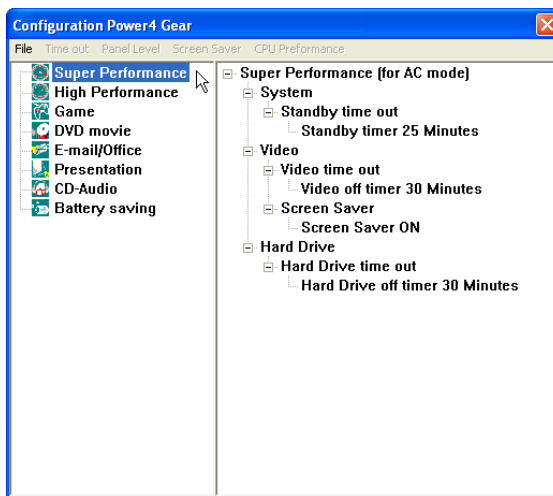 Configuration Power4 Gear
File Time out Panel Level Screen Saver CPU Preformance
Super Performance
High Performance
Game
DVD movie
E-mail/Office
Presentation
CD-Audio
Battery saving
Super Performance (for AC mode)
System
Standby time out
Standby timer 25 Minutes
Video
Video time out
Video off timer 30 Minutes
Screen Saver
Screen Saver ON
Hard Drive
Hard Drive time out
Hard Drive off timer 30 Minutes